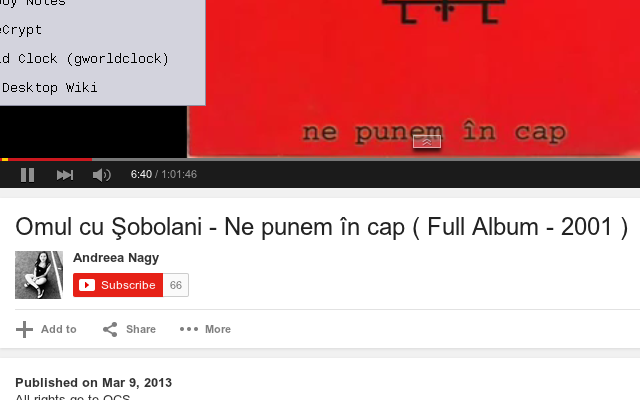 Notes
eCrypt
d Clock (gworldclock)
Desktop Wiki
ne punem în cap
6:40 / 1:01:46
Omul cu Şobolani - Ne punem în cap ( Full Album - 2001 )
Andreea Nagy
Subscribe 66
Add to Share More
Published on Mar 9, 2013
All rights go to OCS